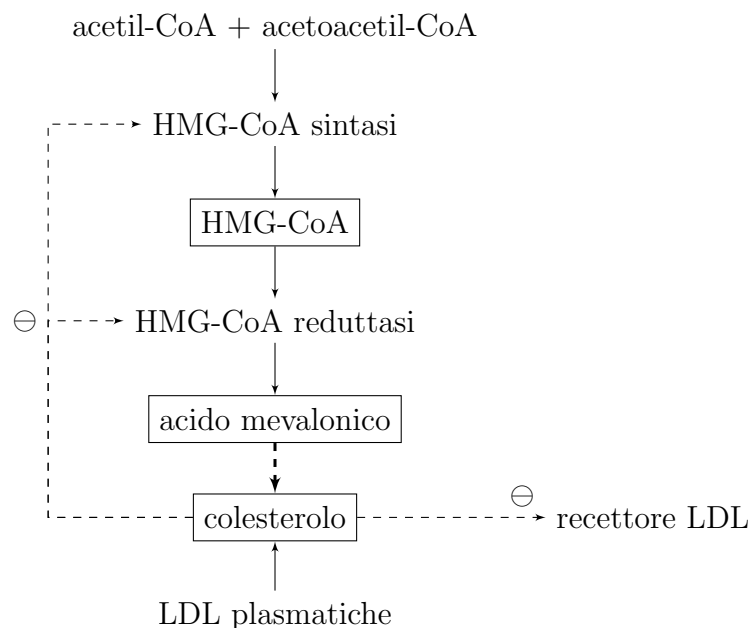 acetil-CoA + acetoacetil-CoA
HMG-CoA sintasi
HMG-CoA
⊖
HMG-CoA reduttasi
acido mevalonico
⊖
colesterolo
recettore LDL
LDL plasmatiche